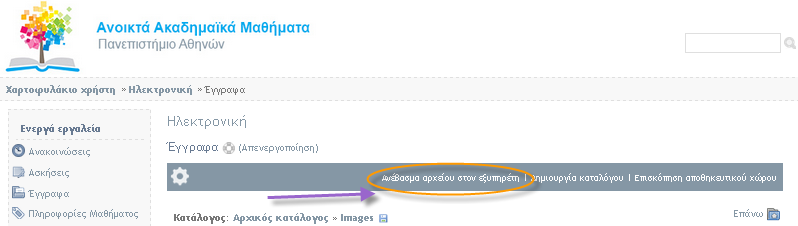 Ανοικτά Ακαδημαϊκά Μαθήματα
Πανεπιστήμιο Αθηνών
Χαρτοφυλάκιο χρήστη » Ηλεκτρονική » Έγγραφα
Ενεργά εργαλεία
Ανακοινώσεις
Ασκήσεις
Έγγραφα
Πληροφορίες Μαθήματος
Ηλεκτρονική
Έγγραφα (Απενεργοποίηση)
Ανέβασμα αρχείου στον εξυπηρέτη | Δημιουργία καταλόγου | Επισκόπηση αποθηκευτικού χώρου
Κατάλογος: Αρχικός κατάλογος » Images Επάνω